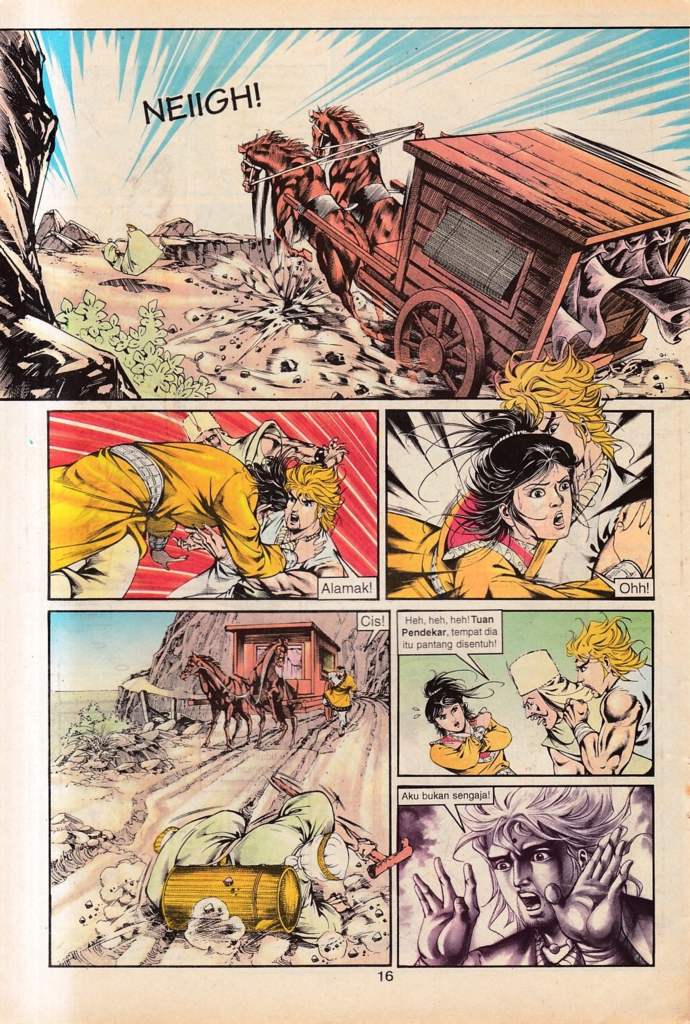 NEIIGH!
Alamak!
Ohh!
Cis!
Heh, heh, heh! Tuan
Pendekar, tempat dia
itu pantang disentuh!
Aku bukan sengaja!
16